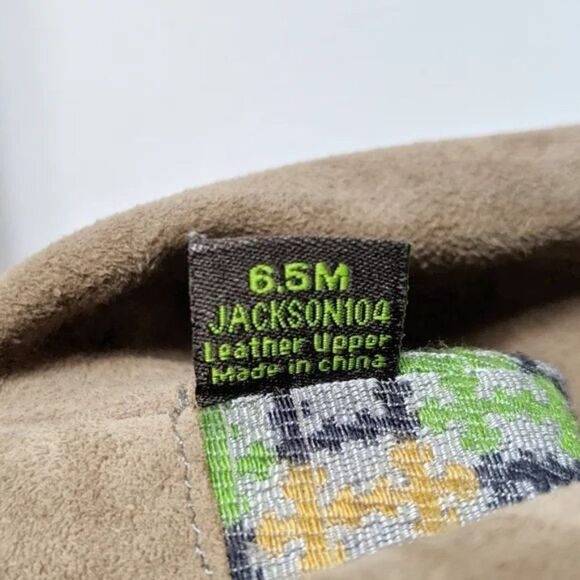 6.5M
JACKSON104
Leather Upper
Made in china